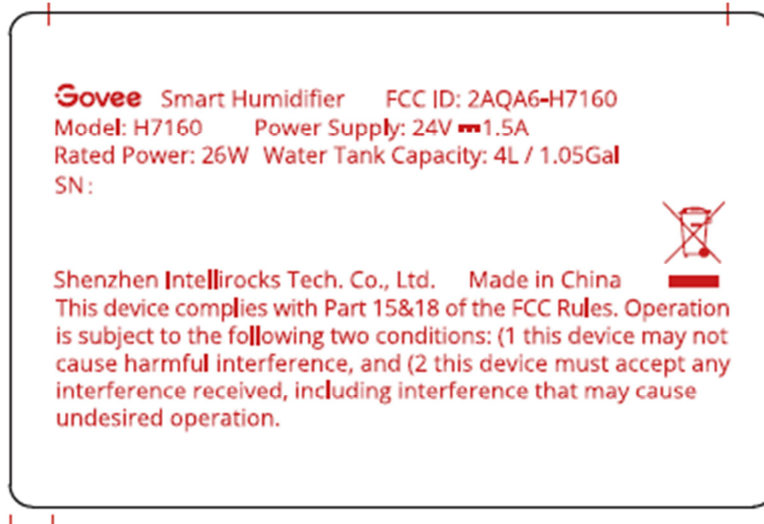 Govee Smart Humidifier FCC ID: 2AQA6-H7160
Model: H7160 Power Supply: 24V ⎓1.5A
Rated Power: 26W Water Tank Capacity: 4L / 1.05Gal
SN:
Shenzhen Intellirocks Tech. Co., Ltd. Made in China
This device complies with Part 15&18 of the FCC Rules. Operation
is subject to the following two conditions: (1 this device may not
cause harmful interference, and (2 this device must accept any
interference received, including interference that may cause
undesired operation.